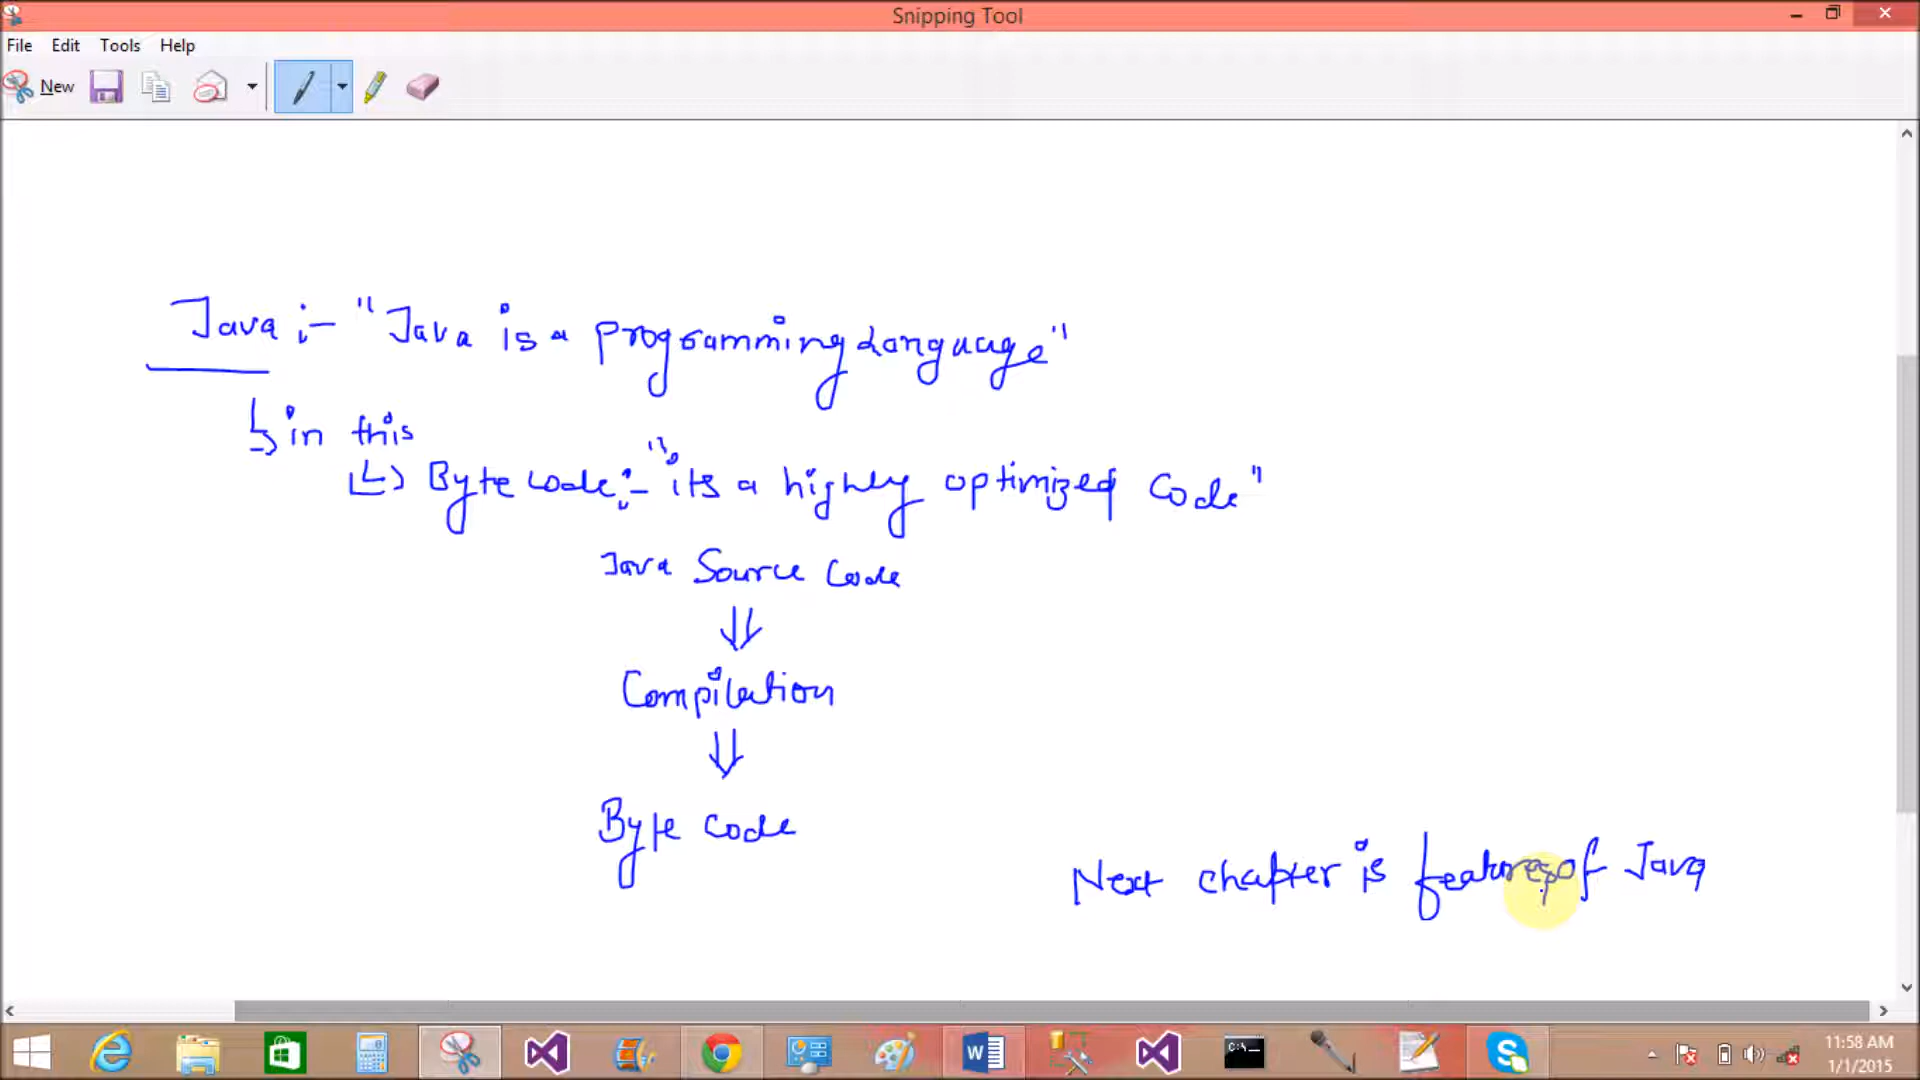 Snipping Tool
File Edit Tools Help
New
Java :- "Java is a programming Language"
in this
Byte code :- "its a highly optimized Code"
Java Source Code
Compilation
Byte code
Next chapter is features of Java
C:\
11:58 AM
1/1/2015